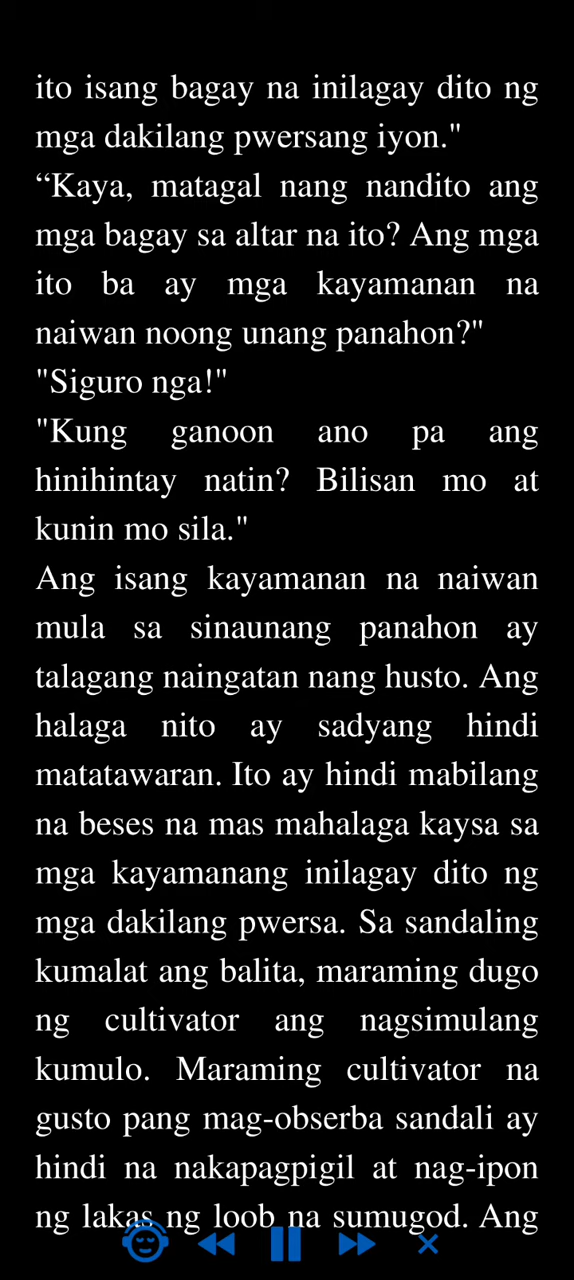 ito isang bagay na inilagay dito ng
mga dakilang pwersang iyon."
“Kaya, matagal nang nandito ang
mga bagay sa altar na ito? Ang mga
ito ba ay mga kayamanan na
naiwan noong unang panahon?"
"Siguro nga!"
"Kung ganoon ano pa ang
hinihintay natin? Bilisan mo at
kunin mo sila."
Ang isang kayamanan na naiwan
mula sa sinaunang panahon ay
talagang naingatan nang husto. Ang
halaga nito ay sadyang hindi
matatawaran. Ito ay hindi mabilang
na beses na mas mahalaga kaysa sa
mga kayamanang inilagay dito ng
mga dakilang pwersa. Sa sandaling
kumalat ang balita, maraming dugo
ng cultivator ang nagsimulang
kumulo. Maraming cultivator na
gusto pang mag-obserba sandali ay
hindi na nakapagpigil at nag-ipon
ng lakas ng loob na sumugod. Ang